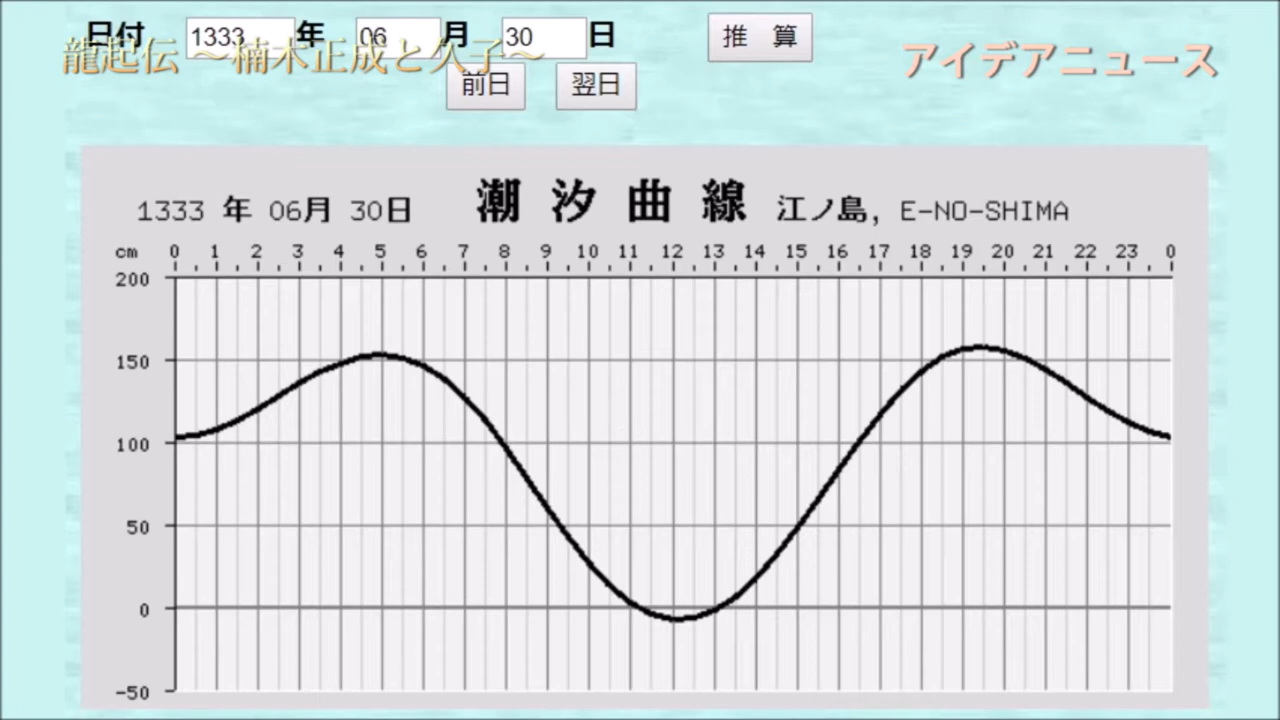 日付 1333 年 06 月 30 日 推 算
龍起伝 ～楠木正成と久子～
アイデアニュース
前日 翌日
1333 年 06月 30日 潮 汐 曲 線 江ノ島, E-NO-SHIMA
cm 0 1 2 3 4 5 6 7 8 9 10 11 12 13 14 15 16 17 18 19 20 21 22 23 0
200
150
100
50
0
-50